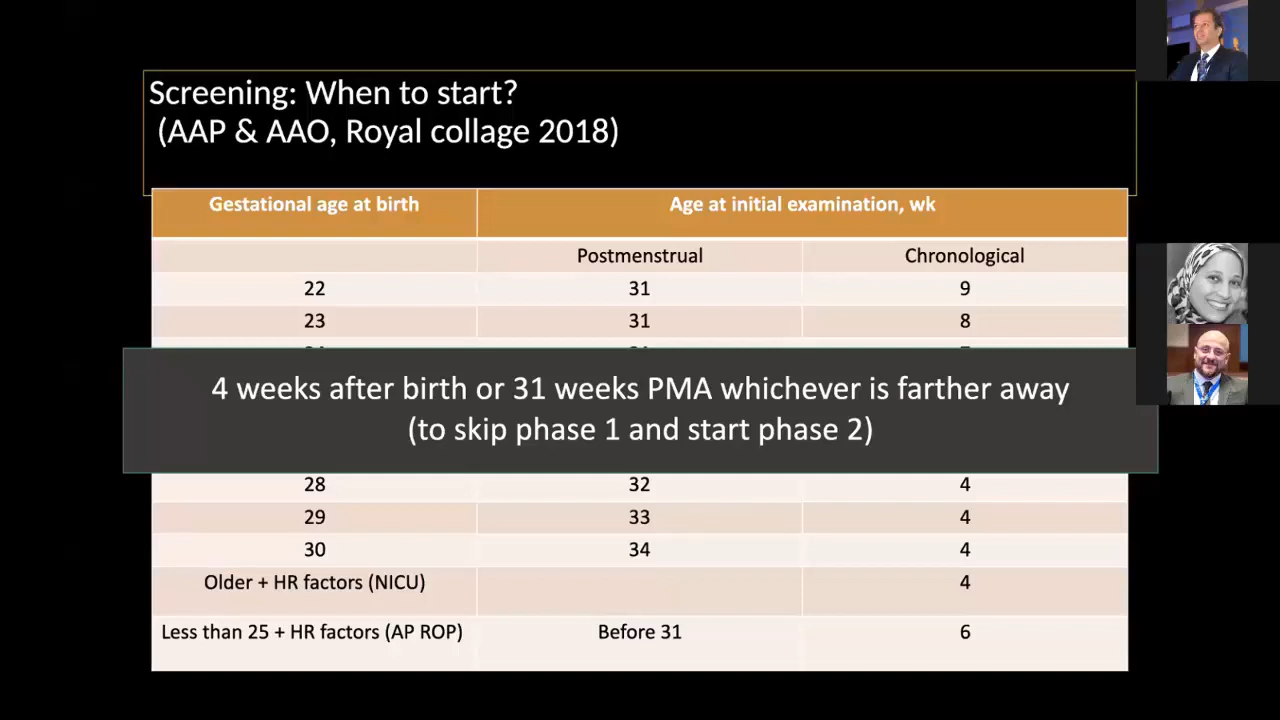 Screening: When to start?
(AAP & AAO, Royal collage 2018)
Gestational age at birth Age at initial examination, wk
Postmenstrual Chronological
22 31 9
23 31 8
4 weeks after birth or 31 weeks PMA whichever is farther away
(to skip phase 1 and start phase 2)
28 32 4
29 33 4
30 34 4
Older + HR factors (NICU) 4
Less than 25 + HR factors (AP ROP) Before 31 6